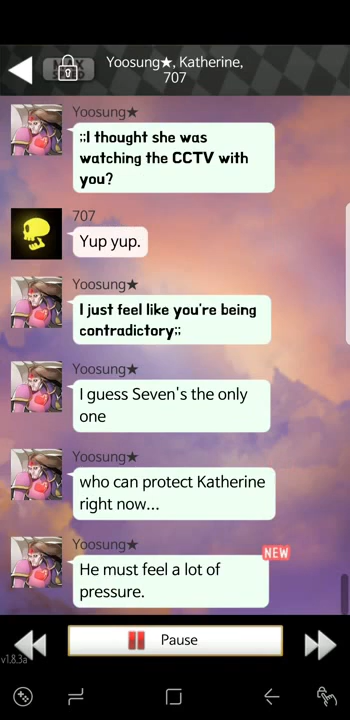 Yoosung★, Katherine,
707
Yoosung★
;;I thought she was
watching the CCTV with
you?
707
Yup yup.
Yoosung★
I just feel like you're being
contradictory;;
Yoosung★
I guess Seven's the only
one
Yoosung★
who can protect Katherine
right now...
Yoosung★
NEW
He must feel a lot of
pressure.
Pause
v1.8.3a